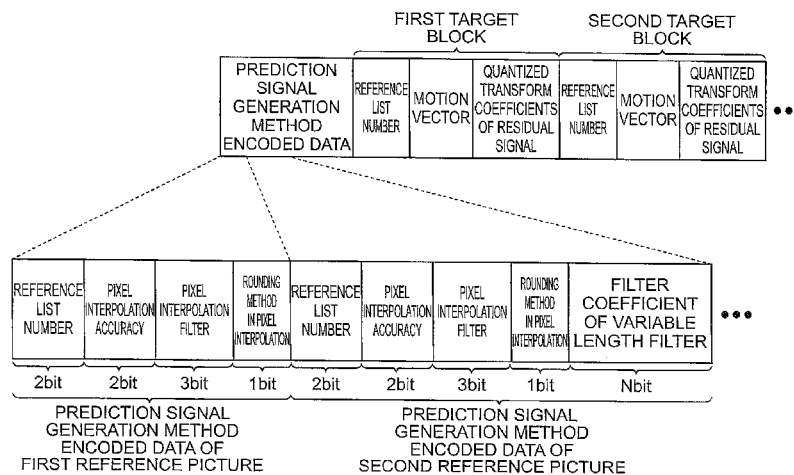 FIRST TARGET
BLOCK
SECOND TARGET
BLOCK
PREDICTION
SIGNAL
GENERATION
METHOD
ENCODED DATA
REFERENCE
LIST
NUMBER
MOTION
VECTOR
QUANTIZED
TRANSFORM
COEFFICIENTS
OF RESIDUAL
SIGNAL
REFERENCE
LIST
NUMBER
MOTION
VECTOR
QUANTIZED
TRANSFORM
COEFFICIENTS
OF RESIDUAL
SIGNAL
REFERENCE
LIST
NUMBER
PIXEL
INTERPOLATION
ACCURACY
PIXEL
INTERPOLATION
FILTER
ROUNDING
METHOD
IN PIXEL
INTERPOLATION
REFERENCE
LIST
NUMBER
PIXEL
INTERPOLATION
ACCURACY
PIXEL
INTERPOLATION
FILTER
ROUNDING
METHOD
IN PIXEL
INTERPOLATION
FILTER
COEFFICIENT
OF VARIABLE
LENGTH FILTER
2bit
2bit
3bit
1bit
2bit
2bit
3bit
1bit
Nbit
PREDICTION SIGNAL
GENERATION METHOD
ENCODED DATA OF
FIRST REFERENCE PICTURE
PREDICTION SIGNAL
GENERATION METHOD
ENCODED DATA OF
SECOND REFERENCE PICTURE